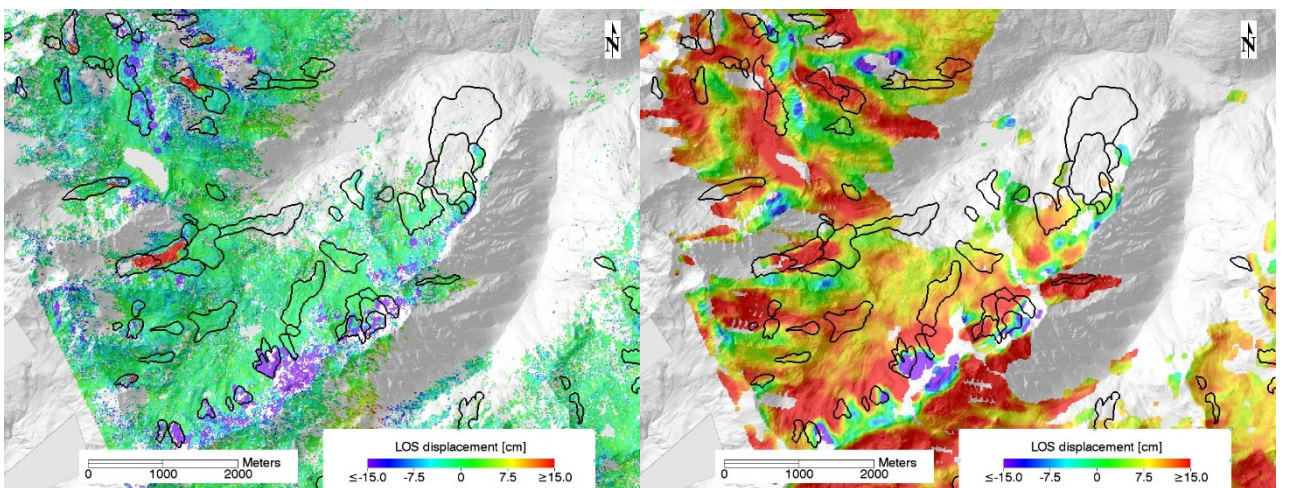 N
N
LOS displacement [cm]
≤-15.0 -7.5 0 7.5 ≥15.0
Meters
0 1000 2000
LOS displacement [cm]
≤-15.0 -7.5 0 7.5 ≥15.0
Meters
0 1000 2000